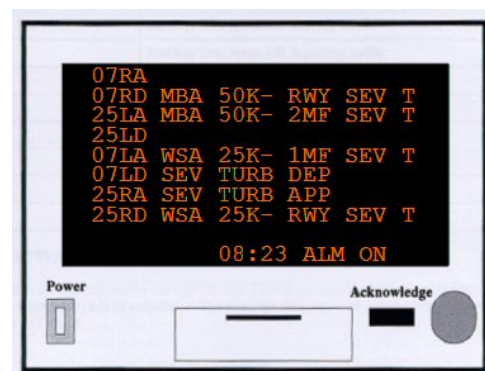 07RA
07RD MBA 50K- RWY SEV T
25LA MBA 50K- 2MF SEV T
25LD
07LA WSA 25K- 1MF SEV T
07LD SEV TURB DEP
25RA SEV TURB APP
25RD WSA 25K- RWY SEV T
08:23 ALM ON
Power
Acknowledge